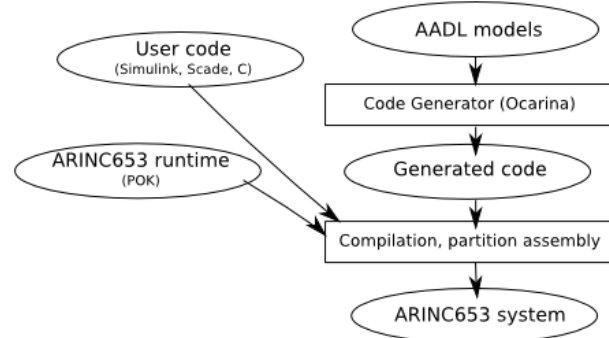 AADL models
User code
(Simulink, Scade, C)
Code Generator (Ocarina)
ARINC653 runtime
(POK)
Generated code
Compilation, partition assembly
ARINC653 system